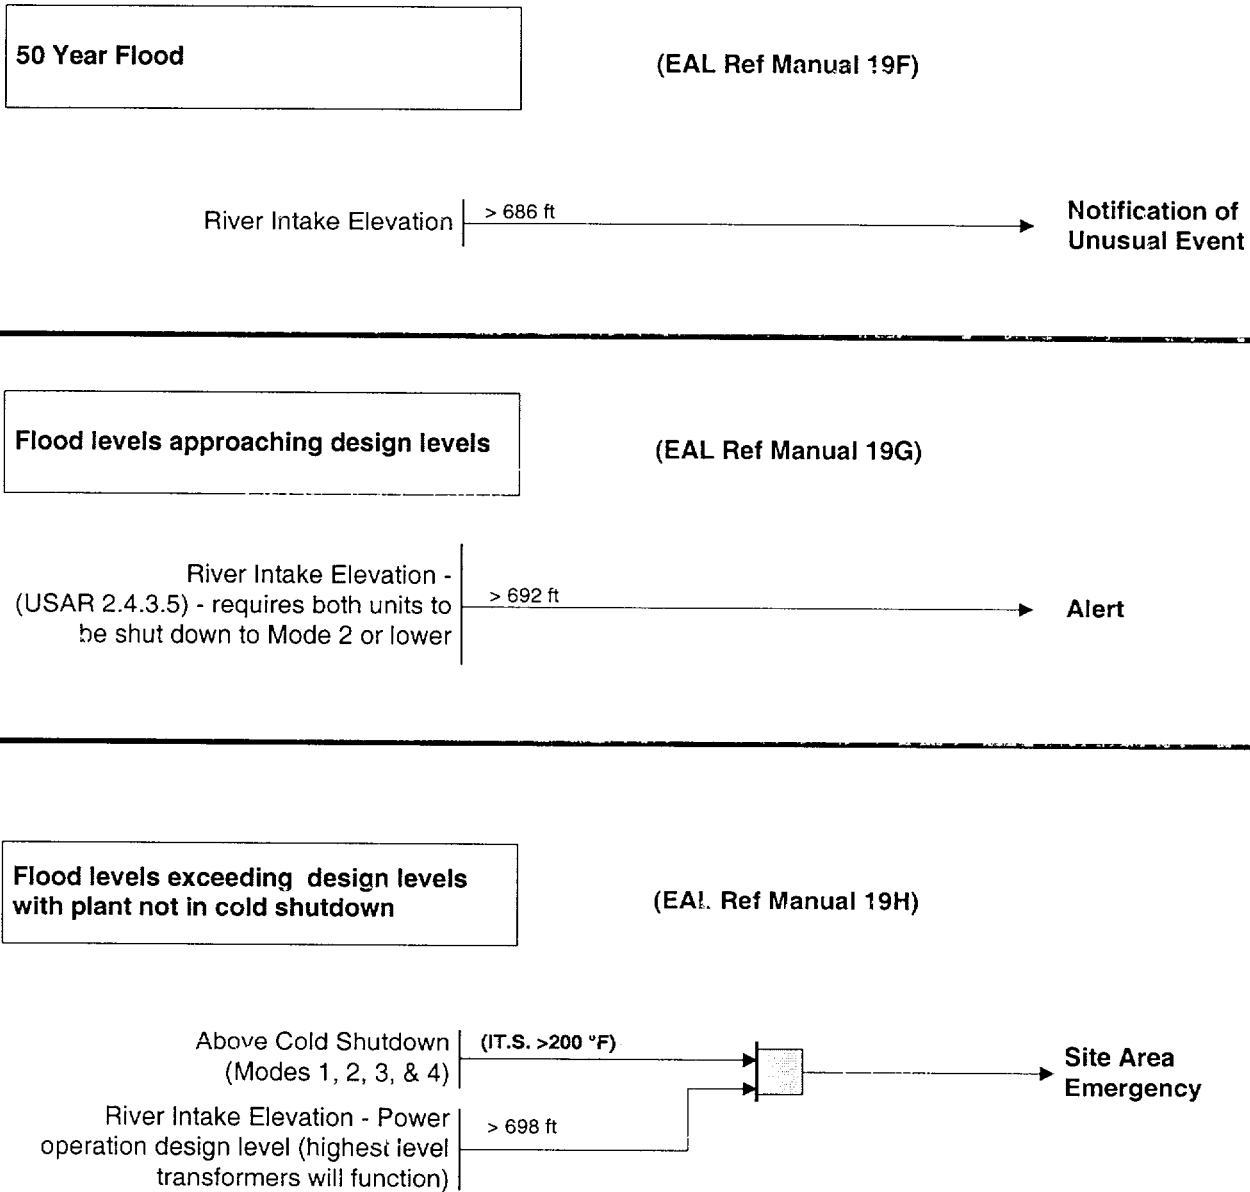 50 Year Flood
(EAL Ref Manual 19F)
River Intake Elevation
> 686 ft
Notification of
Unusual Event
Flood levels approaching design levels
(EAL Ref Manual 19G)
River Intake Elevation -
(USAR 2.4.3.5) - requires both units to
be shut down to Mode 2 or lower
> 692 ft
Alert
Flood levels exceeding design levels
with plant not in cold shutdown
(EAL Ref Manual 19H)
Above Cold Shutdown
(Modes 1, 2, 3, & 4)
(IT.S. >200 °F)
River Intake Elevation - Power
operation design level (highest level
transformers will function)
> 698 ft
Site Area
Emergency